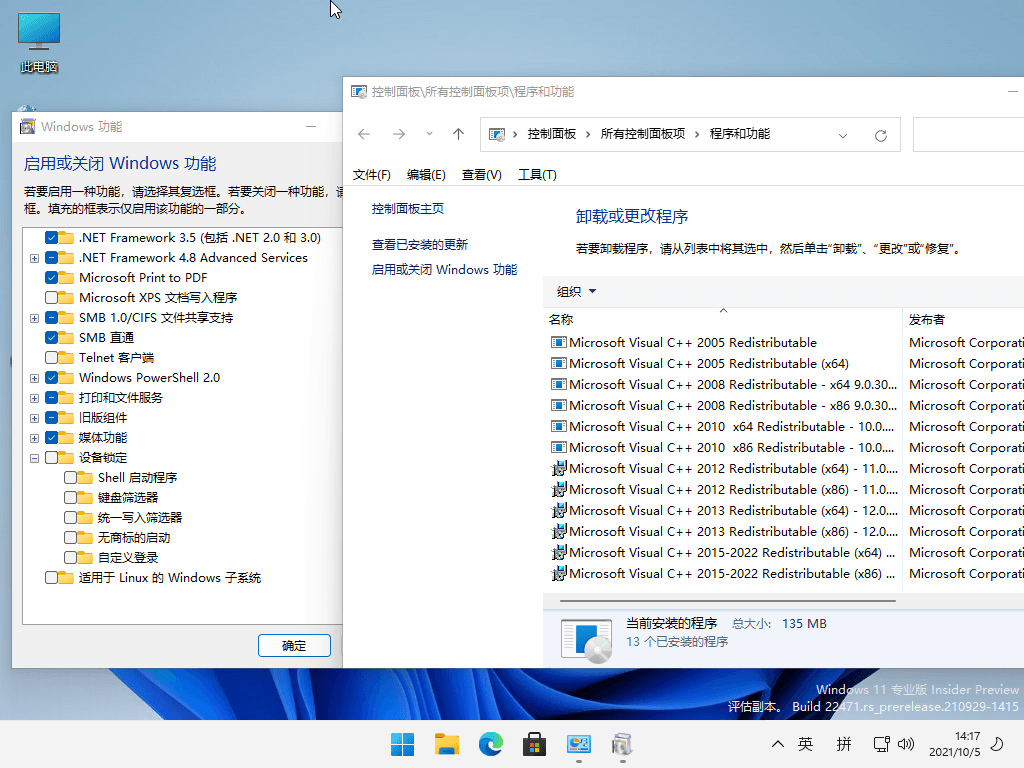 此电脑
Windows 功能
启用或关闭 Windows 功能
若要启用一种功能，请选择其复选框。若要关闭一种功能，
框。填充的框表示仅启用该功能的一部分。
.NET Framework 3.5 (包括 .NET 2.0 和 3.0)
.NET Framework 4.8 Advanced Services
Microsoft Print to PDF
Microsoft XPS 文档写入程序
SMB 1.0/CIFS 文件共享支持
SMB 直通
Telnet 客户端
Windows PowerShell 2.0
打印和文件服务
旧版组件
媒体功能
设备锁定
Shell 启动程序
键盘筛选器
统一写入筛选器
无商标的启动
自定义登录
适用于 Linux 的 Windows 子系统
确定
控制面板\所有控制面板项\程序和功能
控制面板 › 所有控制面板项 › 程序和功能
文件(F) 编辑(E) 查看(V) 工具(T)
控制面板主页
查看已安装的更新
启用或关闭 Windows 功能
卸载或更改程序
若要卸载程序，请从列表中将其选中，然后单击“卸载”、“更改”或“修复”。
组织
名称 发布者
Microsoft Visual C++ 2005 Redistributable Microsoft Corporati
Microsoft Visual C++ 2005 Redistributable (x64) Microsoft Corporati
Microsoft Visual C++ 2008 Redistributable - x64 9.0.30... Microsoft Corporati
Microsoft Visual C++ 2008 Redistributable - x86 9.0.30... Microsoft Corporati
Microsoft Visual C++ 2010 x64 Redistributable - 10.0.... Microsoft Corporati
Microsoft Visual C++ 2010 x86 Redistributable - 10.0.... Microsoft Corporati
Microsoft Visual C++ 2012 Redistributable (x64) - 11.0.... Microsoft Corporati
Microsoft Visual C++ 2012 Redistributable (x86) - 11.0.... Microsoft Corporati
Microsoft Visual C++ 2013 Redistributable (x64) - 12.0.... Microsoft Corporati
Microsoft Visual C++ 2013 Redistributable (x86) - 12.0.... Microsoft Corporati
Microsoft Visual C++ 2015-2022 Redistributable (x64) ... Microsoft Corporati
Microsoft Visual C++ 2015-2022 Redistributable (x86) ... Microsoft Corporati
当前安装的程序 总大小: 135 MB
13 个已安装的程序
Windows 11 专业版 Insider Preview
评估副本。 Build 22471.rs_prerelease.210929-1415
英 拼
14:17
2021/10/5